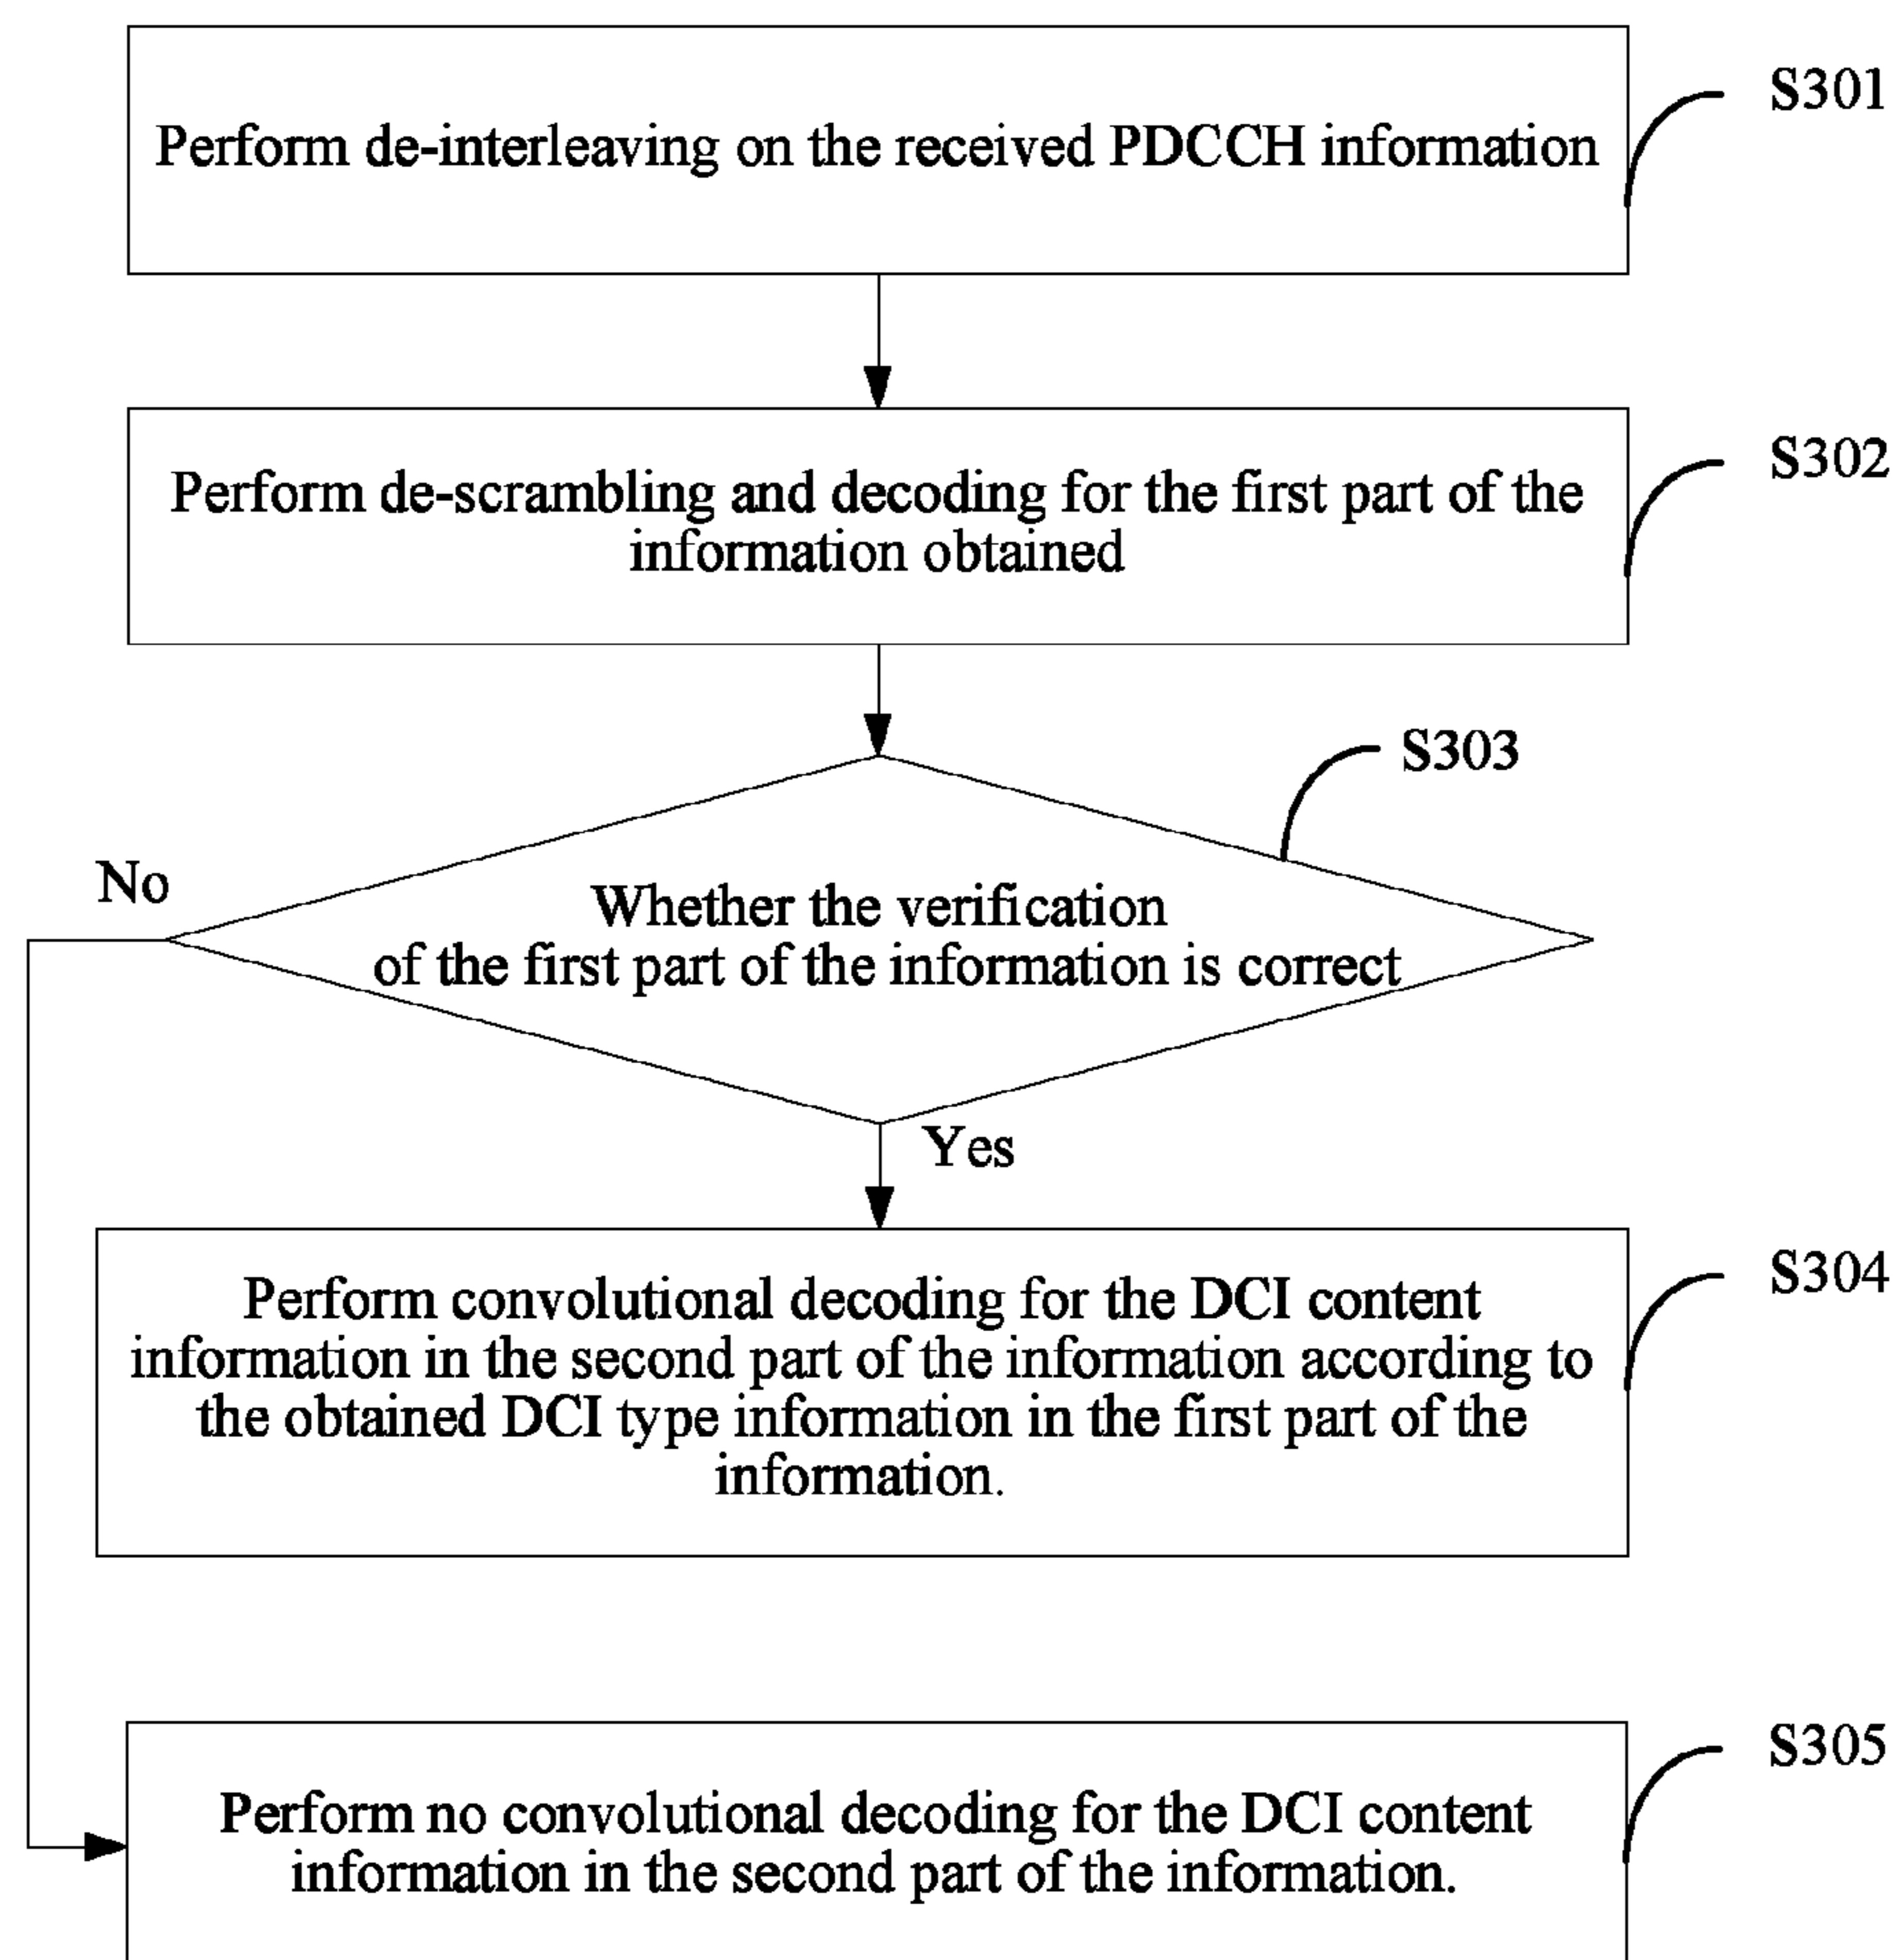 S301
Perform de-interleaving on the received PDCCH information
S302
Perform de-scrambling and decoding for the first part of the
information obtained
S303
No
Whether the verification
of the first part of the information is correct
Yes
S304
Perform convolutional decoding for the DCI content
information in the second part of the information according to
the obtained DCI type information in the first part of the
information.
S305
Perform no convolutional decoding for the DCI content
information in the second part of the information.